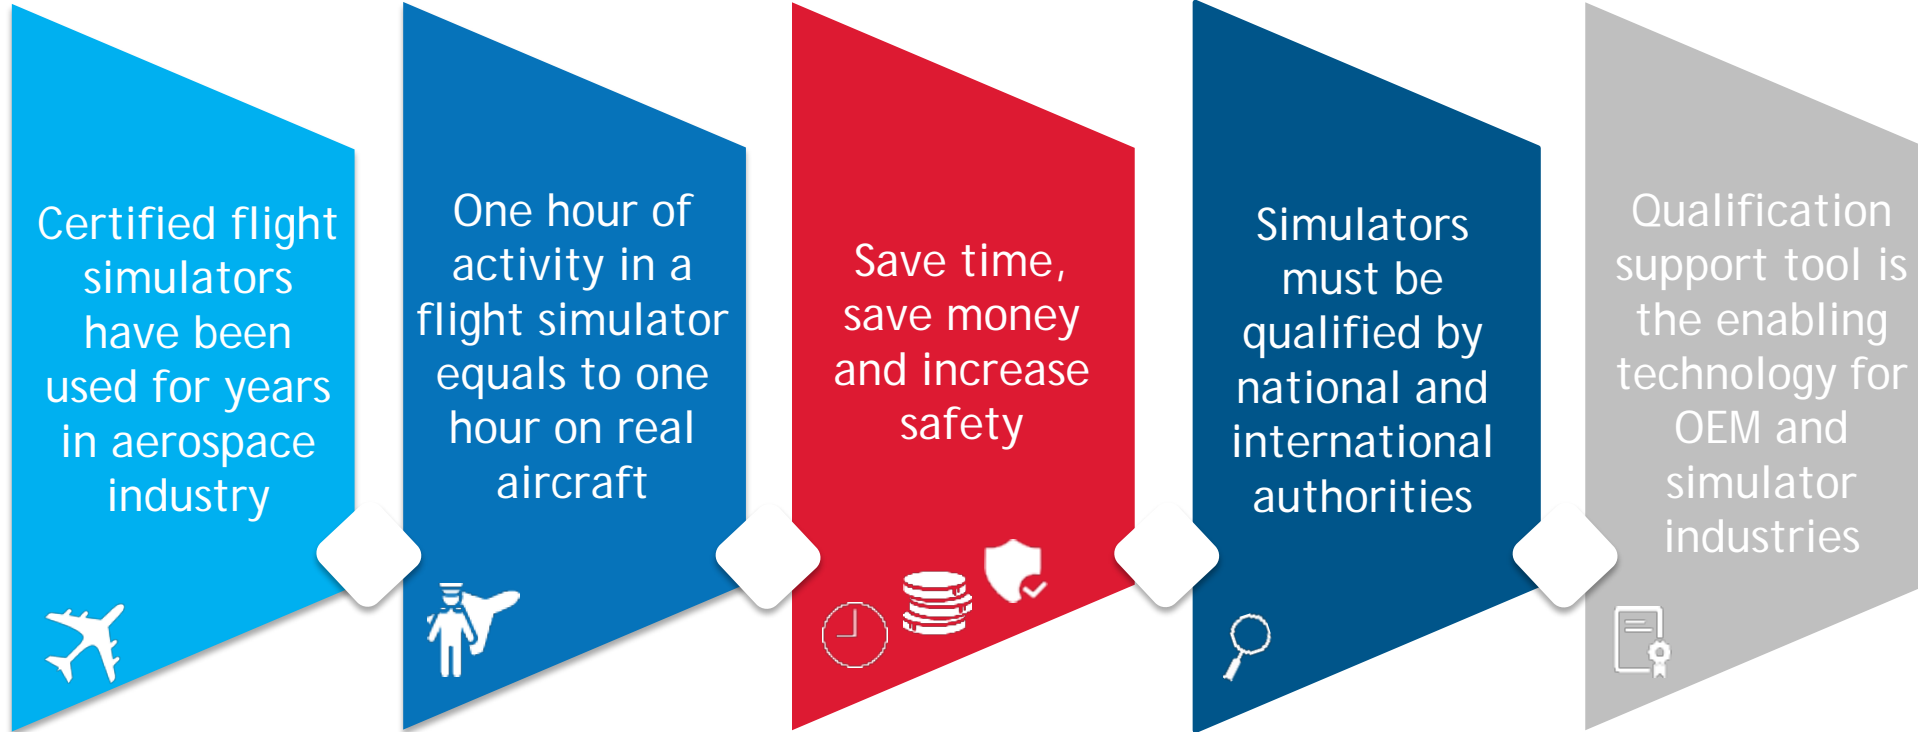 Certified flight
simulators
have been
used for years
in aerospace
industry
One hour of
activity in a
flight simulator
equals to one
hour on real
aircraft
Save time,
save money
and increase
safety
Simulators
must be
qualified by
national and
international
authorities
Qualification
support tool is
the enabling
technology for
OEM and
simulator
industries